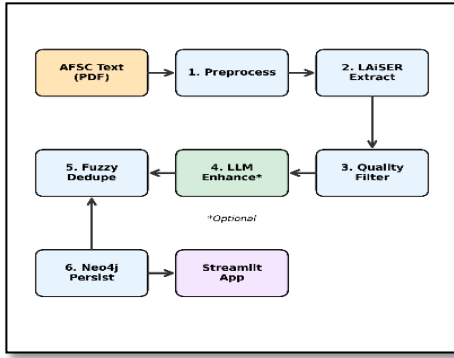 AFSC Text
(PDF)
1. Preprocess
2. LAiSER
Extract
5. Fuzzy
Dedupe
4. LLM
Enhance*
3. Quality
Filter
*Optional
6. Neo4j
Persist
Streamlit
App